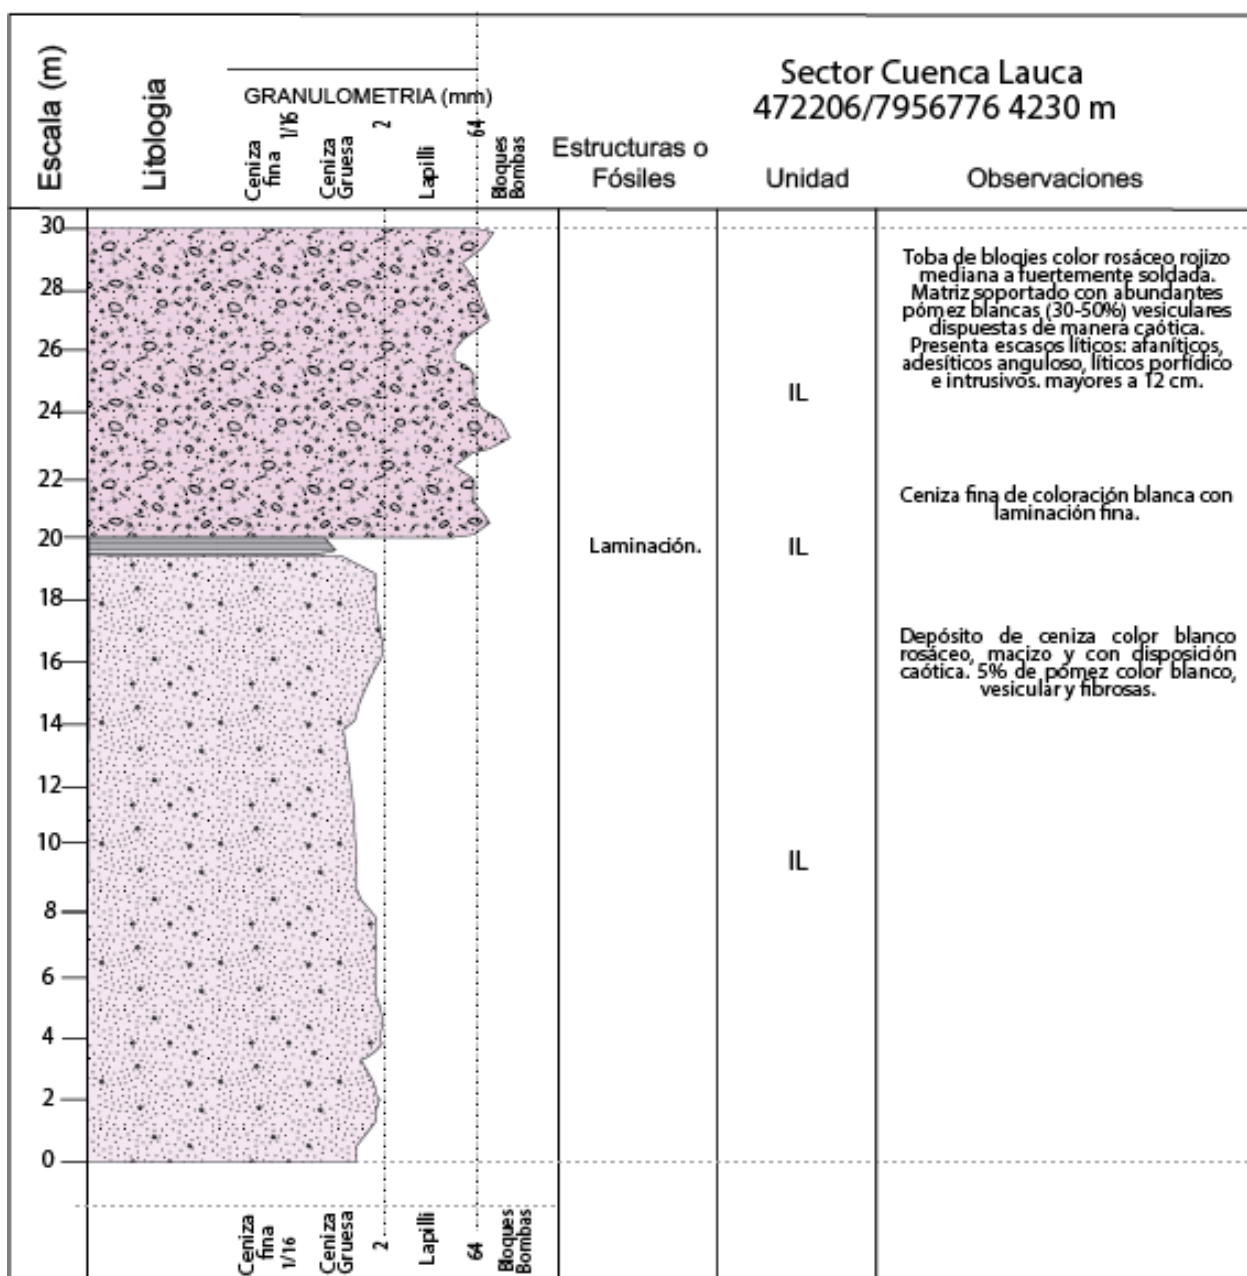 Sector Cuenca Lauca
472206/7956776 4230 m
Escala (m)
Litologia
GRANULOMETRIA (mm)
Ceniza
fina
1/16
Ceniza
Gruesa
2
Lapilli
64
Bloques
Bombas
Estructuras o
Fósiles
Unidad
Observaciones
30
28
26
24
22
20
18
16
14
12
10
8
6
4
2
0
Laminación.
IL
IL
IL
Toba de bloqies color rosáceo rojizo
mediana a fuertemente soldada.
Matriz soportado con abundantes
pómez blancas (30-50%) vesiculares
dispuestas de manera caótica.
Presenta escasos líticos: afaníticos,
adesíticos anguloso, líticos porfídico
e intrusivos. mayores a 12 cm.
Ceniza fina de coloración blanca con
laminación fina.
Depósito de ceniza color blanco
rosáceo, macizo y con disposición
caótica. 5% de pómez color blanco,
vesicular y fibrosas.
Ceniza
fina
1/16
Ceniza
Gruesa
2
Lapilli
64
Bloques
Bombas